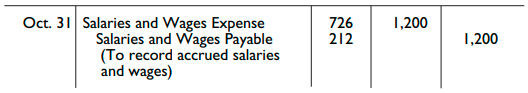 Oct. 31 Salaries and Wages Expense 726 1,200
Salaries and Wages Payable 212 1,200
(To record accrued salaries
and wages)